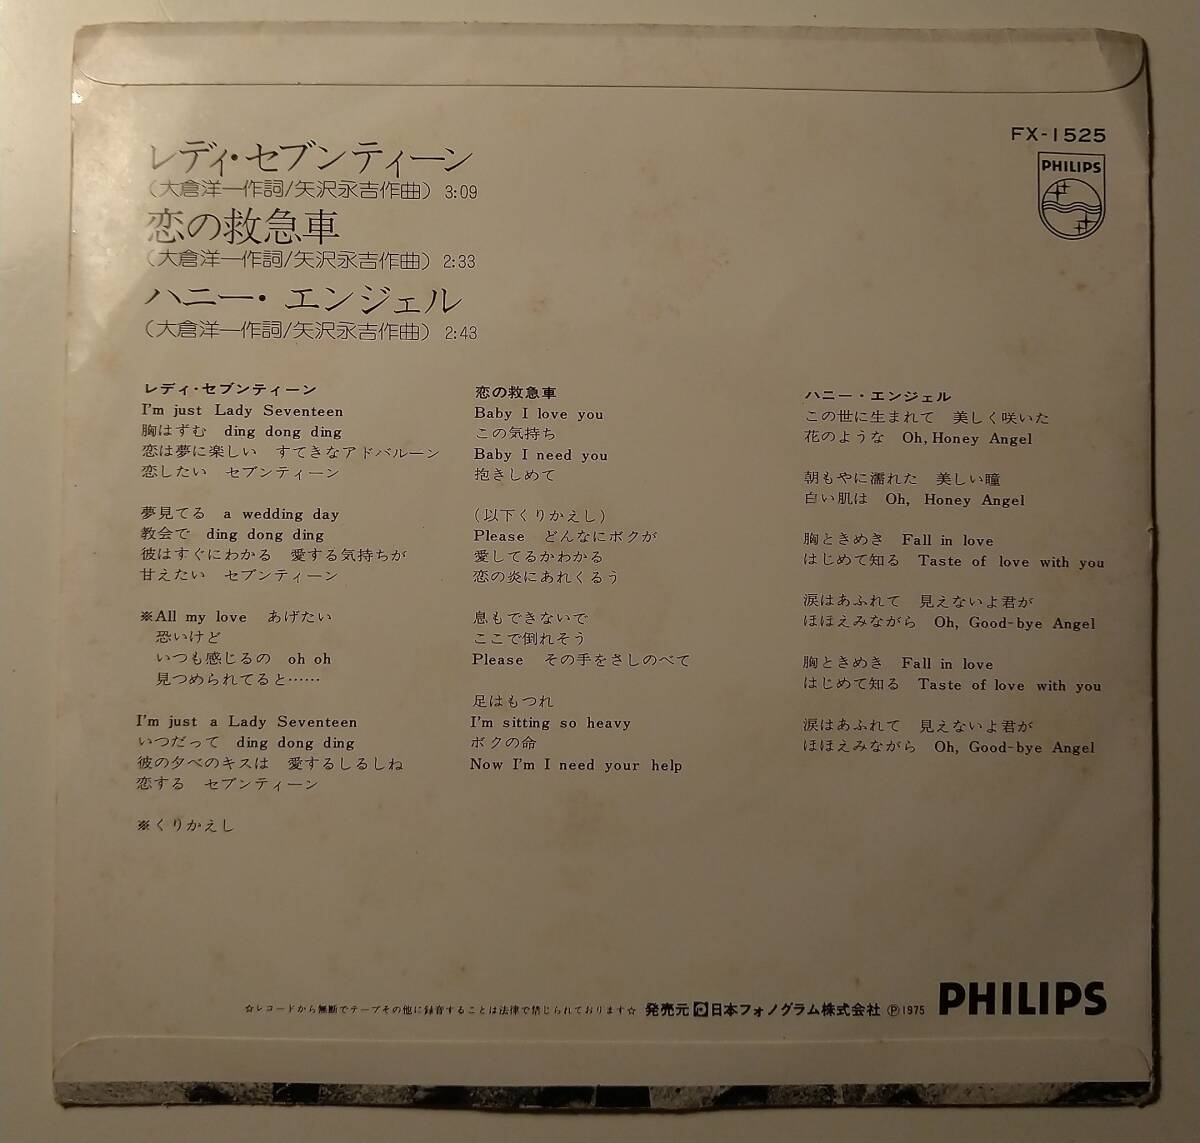 FX-1525
PHILIPS
レディ・セブンティーン
（大倉洋一作詞/矢沢永吉作曲）3:09
恋の救急車
（大倉洋一作詞/矢沢永吉作曲）2:33
ハニー・エンジェル
（大倉洋一作詞/矢沢永吉作曲）2:43
レディ・セブンティーン
I'm just Lady Seventeen
胸はずむ ding dong ding
恋は夢に楽しい すてきなアドバルーン
恋したい セブンティーン
夢見てる a wedding day
教会で ding dong ding
彼はすぐにわかる 愛する気持ちが
甘えたい セブンティーン
※All my love あげたい
恐いけど
いつも感じるの oh oh
見つめられてると……
I'm just a Lady Seventeen
いつだって ding dong ding
彼の夕べのキスは 愛するしるしね
恋する セブンティーン
※くりかえし
恋の救急車
Baby I love you
この気持ち
Baby I need you
抱きしめて
（以下くりかえし）
Please どんなにボクが
愛してるかわかる
恋の炎にあれくるう
息もできないで
ここで倒れそう
Please その手をさしのべて
足はもつれ
I'm sitting so heavy
ボクの命
Now I'm I need your help
ハニー・エンジェル
この世に生まれて 美しく咲いた
花のような Oh, Honey Angel
朝もやに濡れた 美しい瞳
白い肌は Oh, Honey Angel
胸ときめき Fall in love
はじめて知る Taste of love with you
涙はあふれて 見えないよ君が
ほほえみながら Oh, Good-bye Angel
胸ときめき Fall in love
はじめて知る Taste of love with you
涙はあふれて 見えないよ君が
ほほえみながら Oh, Good-bye Angel
☆レコードから無断でテープその他に録音することは法律で禁じられております☆ 発売元 日本フォノグラム株式会社 Ⓟ1975 PHILIPS